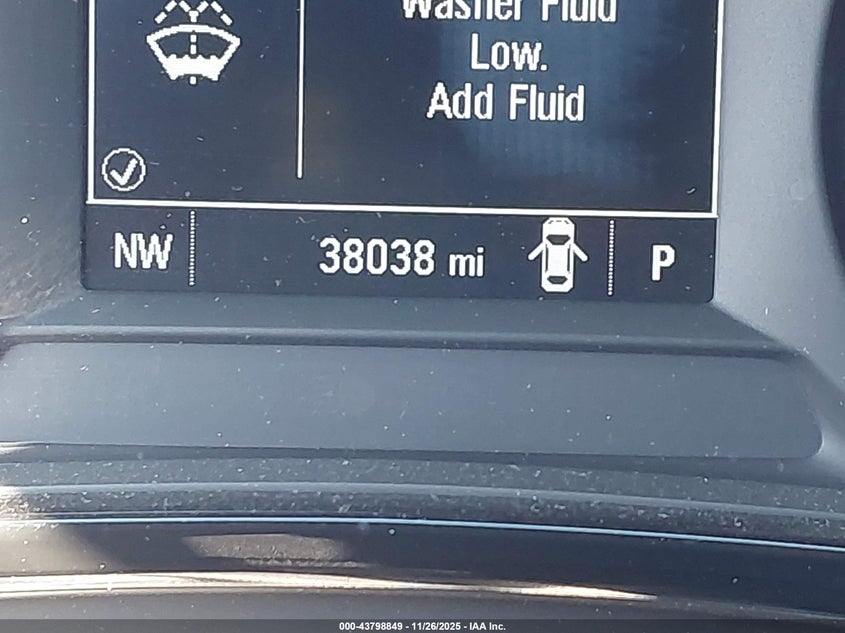 Washer Fluid
Low.
Add Fluid
NW
38038 mi
P
000-43798849 - 11/26/2025 - IAA Inc.